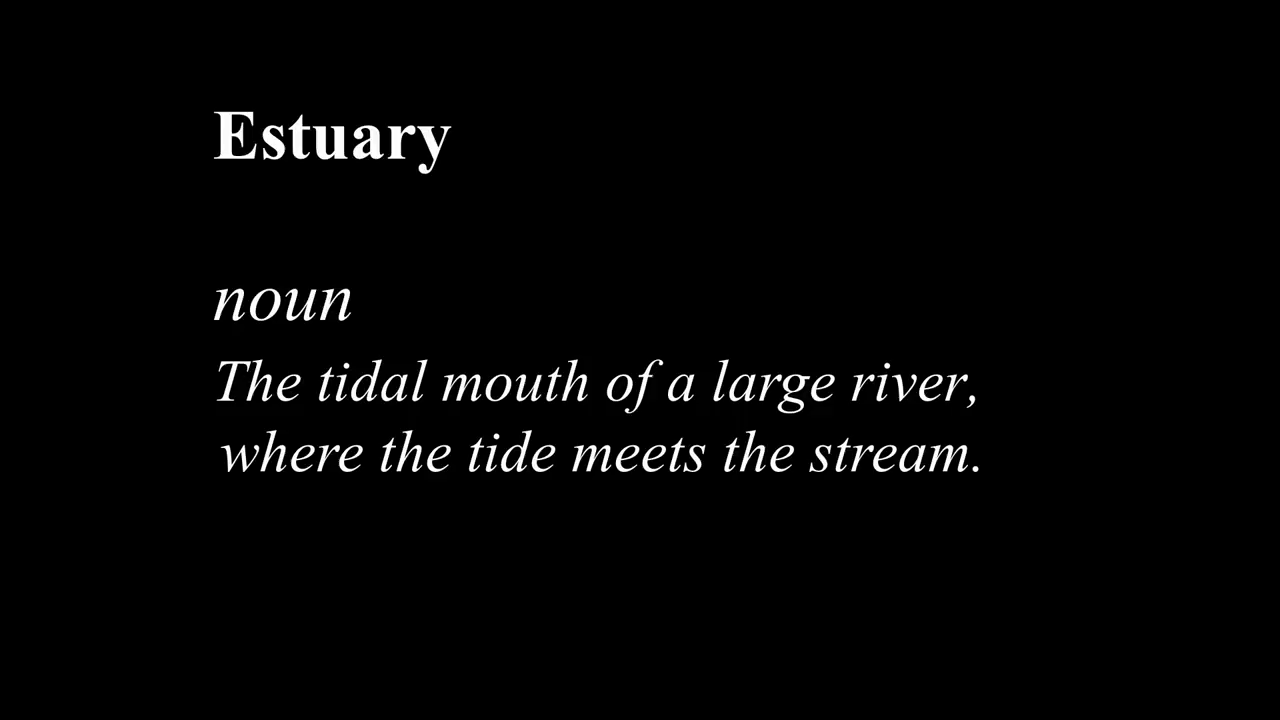 Estuary
noun
The tidal mouth of a large river,
where the tide meets the stream.